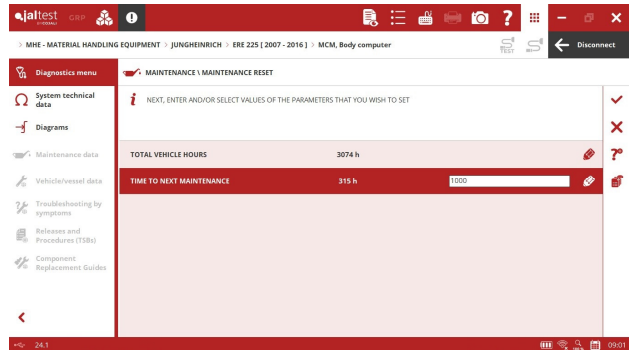 jaltest GRP
BY COJALI
> MHE - MATERIAL HANDLING EQUIPMENT > JUNGHEINRICH > ERE 225 [ 2007 - 2016 ] > MCM, Body computer
TEST
Disconnect
Diagnostics menu
MAINTENANCE \ MAINTENANCE RESET
System technical
data
NEXT, ENTER AND/OR SELECT VALUES OF THE PARAMETERS THAT YOU WISH TO SET
Diagrams
Maintenance data
TOTAL VEHICLE HOURS 3074 h
Vehicle/vessel data
TIME TO NEXT MAINTENANCE 315 h 1000
Troubleshooting by
symptoms
Releases and
Procedures (TSBs)
Component
Replacement Guides
24.1
100 %
09:01